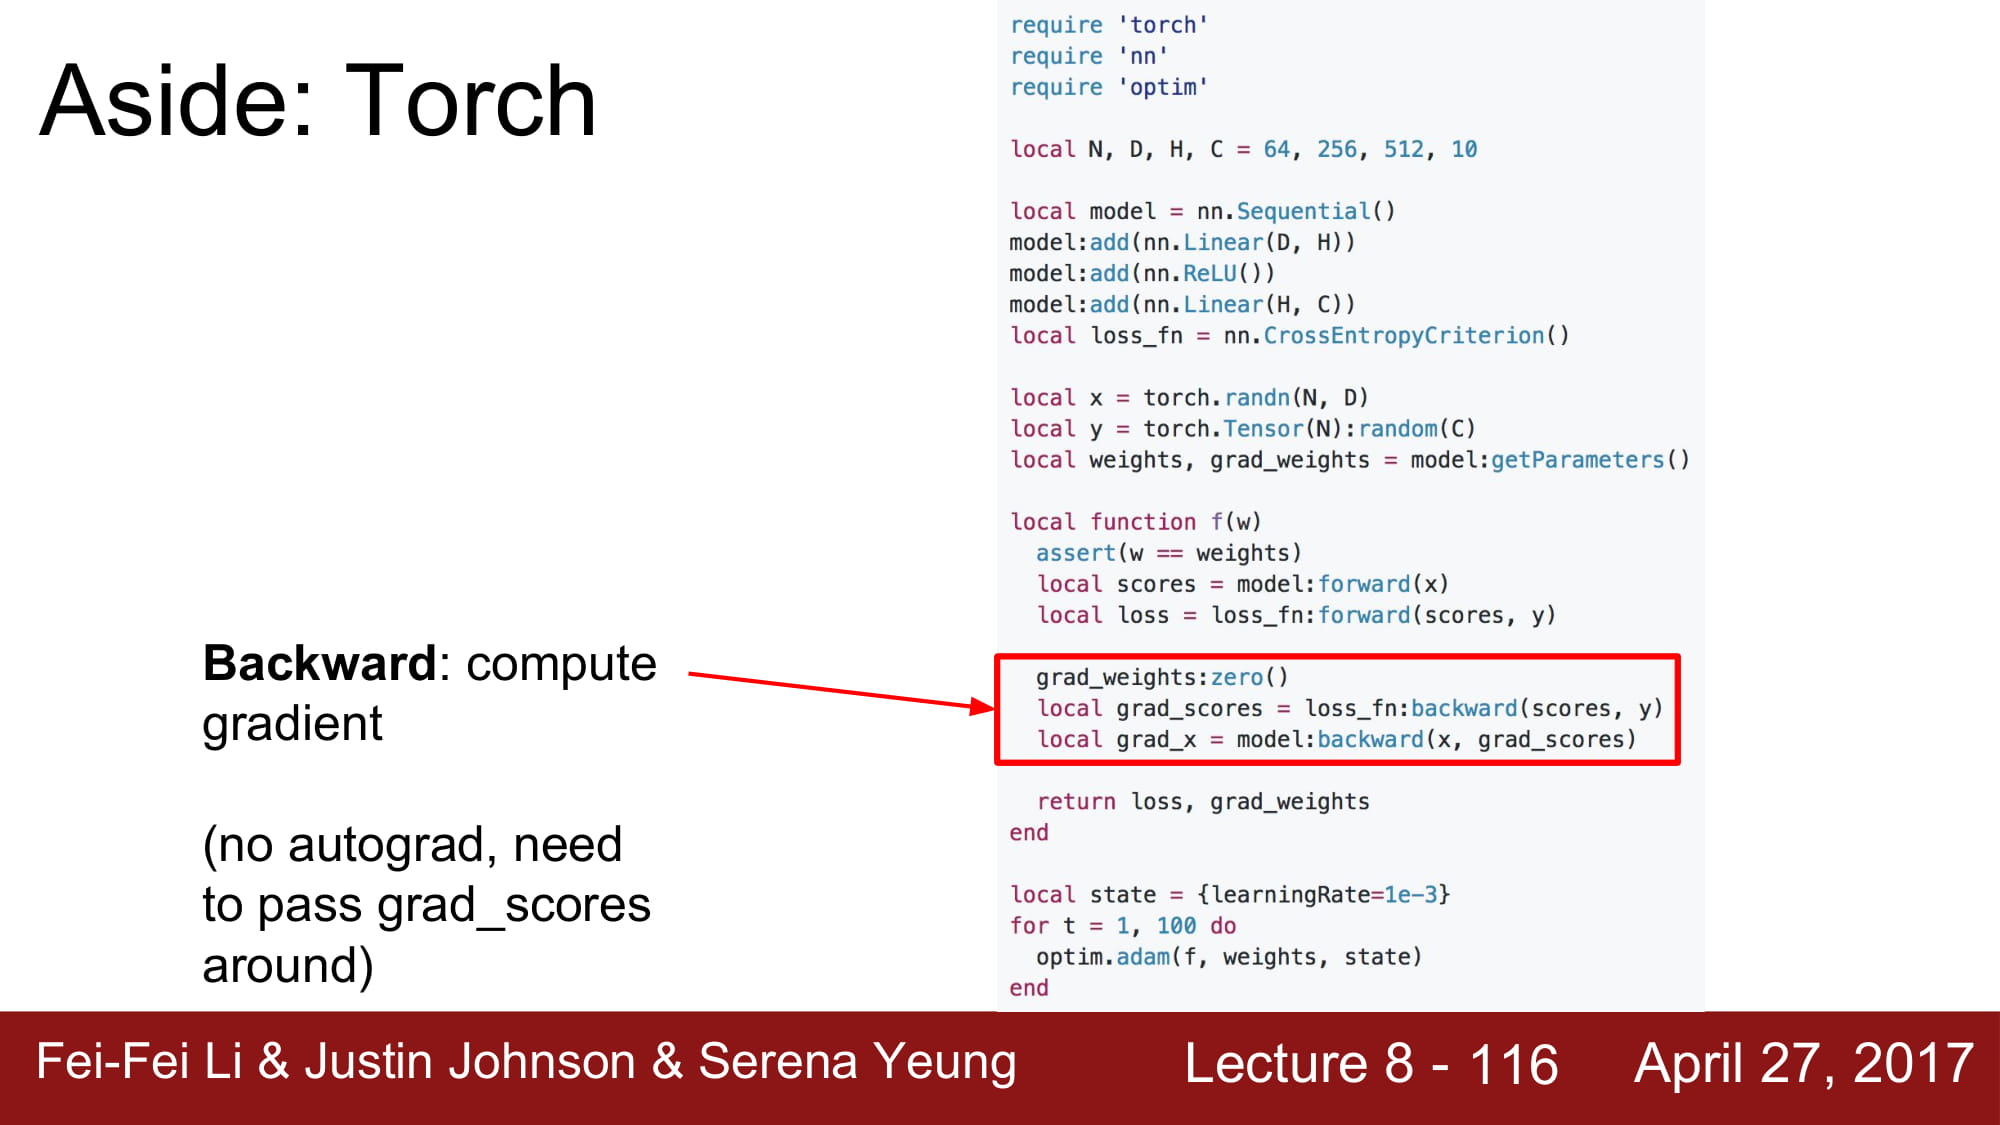 Aside: Torch
require 'torch'
require 'nn'
require 'optim'
local N, D, H, C = 64, 256, 512, 10
local model = nn.Sequential()
model:add(nn.Linear(D, H))
model:add(nn.ReLU())
model:add(nn.Linear(H, C))
local loss_fn = nn.CrossEntropyCriterion()
local x = torch.randn(N, D)
local y = torch.Tensor(N):random(C)
local weights, grad_weights = model:getParameters()
local function f(w)
  assert(w == weights)
  local scores = model:forward(x)
  local loss = loss_fn:forward(scores, y)
  grad_weights:zero()
  local grad_scores = loss_fn:backward(scores, y)
  local grad_x = model:backward(x, grad_scores)
  return loss, grad_weights
end
local state = {learningRate=1e-3}
for t = 1, 100 do
  optim.adam(f, weights, state)
end
Backward: compute
gradient
(no autograd, need
to pass grad_scores
around)
Fei-Fei Li & Justin Johnson & Serena Yeung
Lecture 8 - 116
April 27, 2017